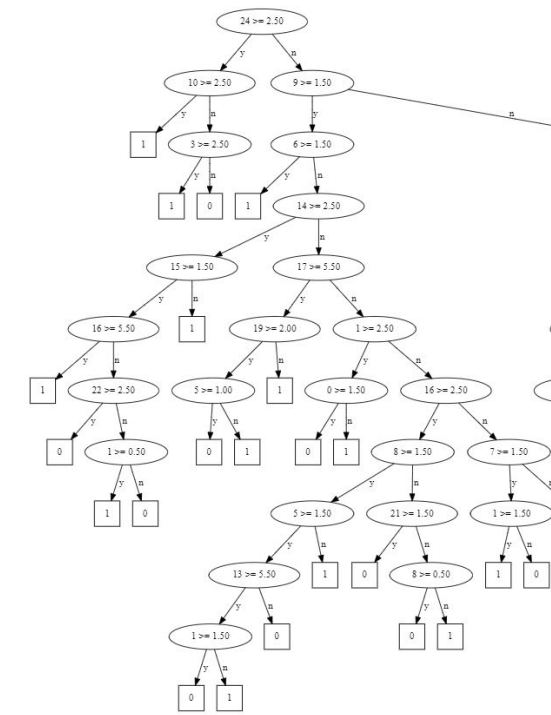 24 >= 2.50
y
n
10 >= 2.50
9 >= 1.50
y
n
y
n
1
3 >= 2.50
6 >= 1.50
y
n
y
n
1
0
1
14 >= 2.50
y
n
15 >= 1.50
17 >= 5.50
y
n
y
n
16 >= 5.50
1
19 >= 2.00
1 >= 2.50
y
n
y
n
y
n
1
22 >= 2.50
5 >= 1.00
1
0 >= 1.50
16 >= 2.50
y
n
y
n
y
n
y
n
0
1 >= 0.50
0
1
0
1
8 >= 1.50
7 >= 1.50
y
n
y
n
y
1
0
5 >= 1.50
21 >= 1.50
1 >= 1.50
y
n
y
n
y
n
13 >= 5.50
1
0
8 >= 0.50
1
0
y
n
y
n
1 >= 1.50
0
0
1
y
n
0
1